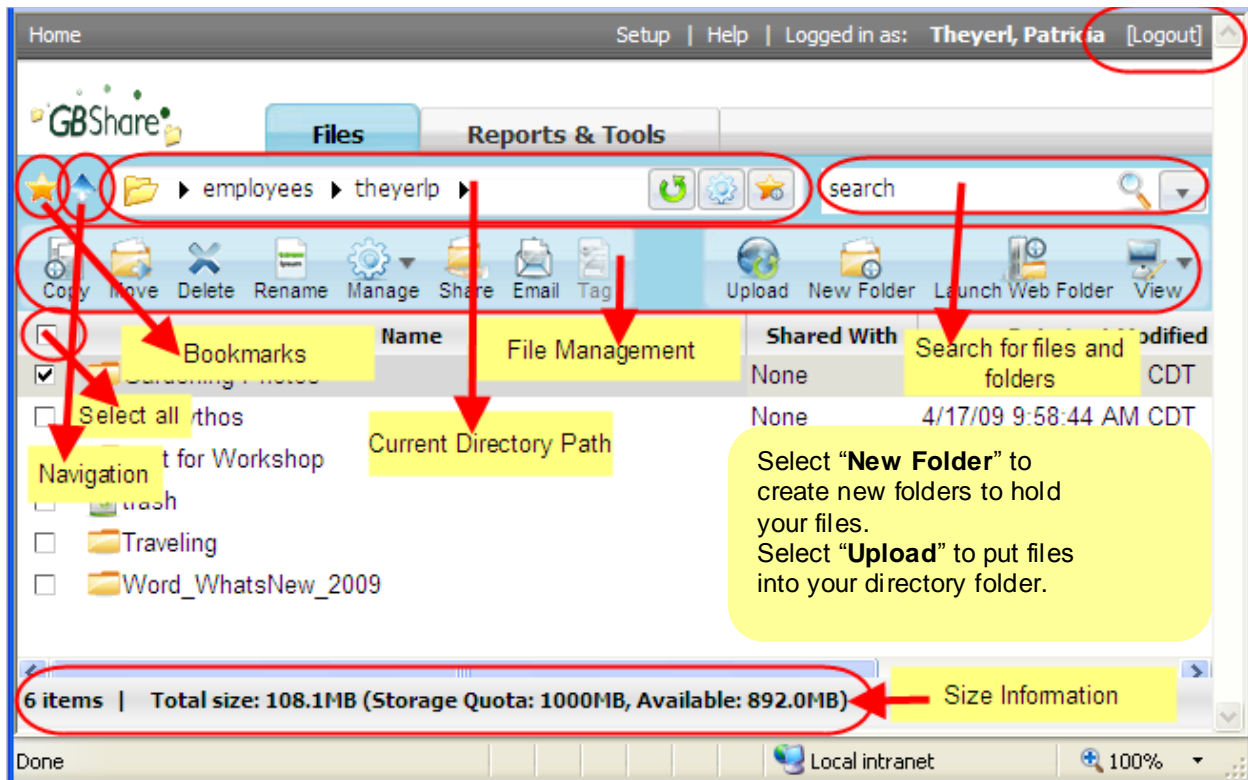 Home Setup | Help | Logged in as: Theyerl, Patricia [Logout]
GBShare
Files Reports & Tools
employees theyerlp search
Copy Move Delete Rename Manage Share Email Tag Upload New Folder Launch Web Folder View
Name Shared With Modified
Bookmarks
File Management
Search for files and
folders
Gardening Photos None CDT
Select all
None 4/17/09 9:58:44 AM CDT
Current Directory Path
for Workshop
Navigation
trash
Traveling
Word_WhatsNew_2009
Select “New Folder” to
create new folders to hold
your files.
Select “Upload” to put files
into your directory folder.
6 items | Total size: 108.1MB (Storage Quota: 1000MB, Available: 892.0MB)
Size Information
Done Local intranet 100%